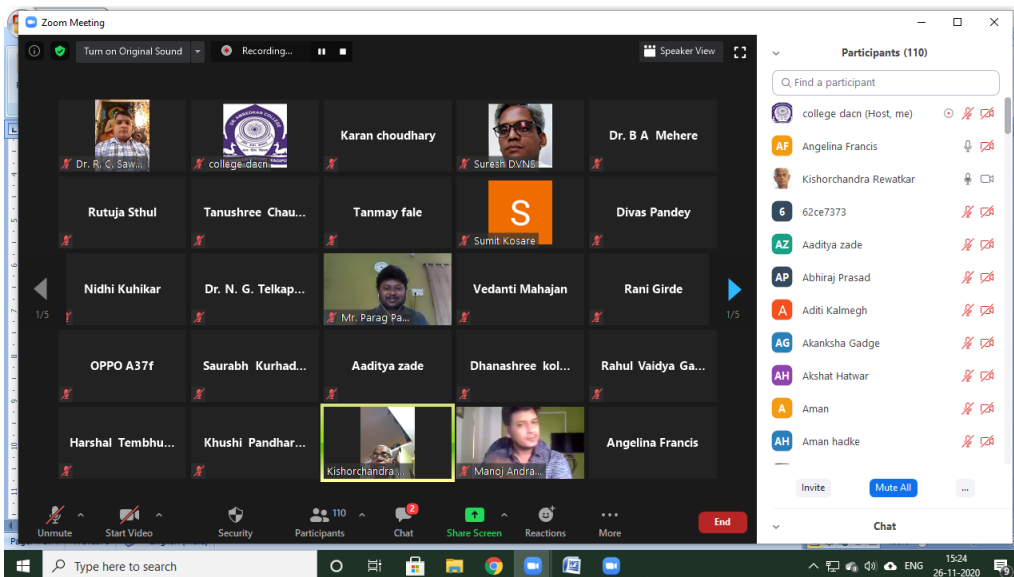 Zoom Meeting
Turn on Original Sound
Recording...
Speaker View
Participants (110)
Find a participant
Dr. R. C. Saw...
college dacn
Karan choudhary
Suresh DVNS
Dr. B A Mehere
Rutuja Sthul
Tanushree Chau...
Tanmay fale
S
Sumit Kosare
Divas Pandey
Nidhi Kuhikar
Dr. N. G. Telkap...
Mr. Parag Pa...
Vedanti Mahajan
Rani Girde
1/5
1/5
OPPO A37f
Saurabh Kurhad...
Aaditya zade
Dhanashree kol...
Rahul Vaidya Ga...
Harshal Tembhu...
Khushi Pandhar...
Kishorchandra ...
Manoj Andra...
Angelina Francis
college dacn (Host, me)
AF Angelina Francis
Kishorchandra Rewatkar
6 62ce7373
AZ Aaditya zade
AP Abhiraj Prasad
A Aditi Kalmegh
AG Akanksha Gadge
AH Akshat Hatwar
A Aman
AH Aman hadke
Invite
Mute All
...
Chat
Unmute
Start Video
Security
110
Participants
2
Chat
Share Screen
Reactions
More
End
Type here to search
ENG
15:24
26-11-2020
9